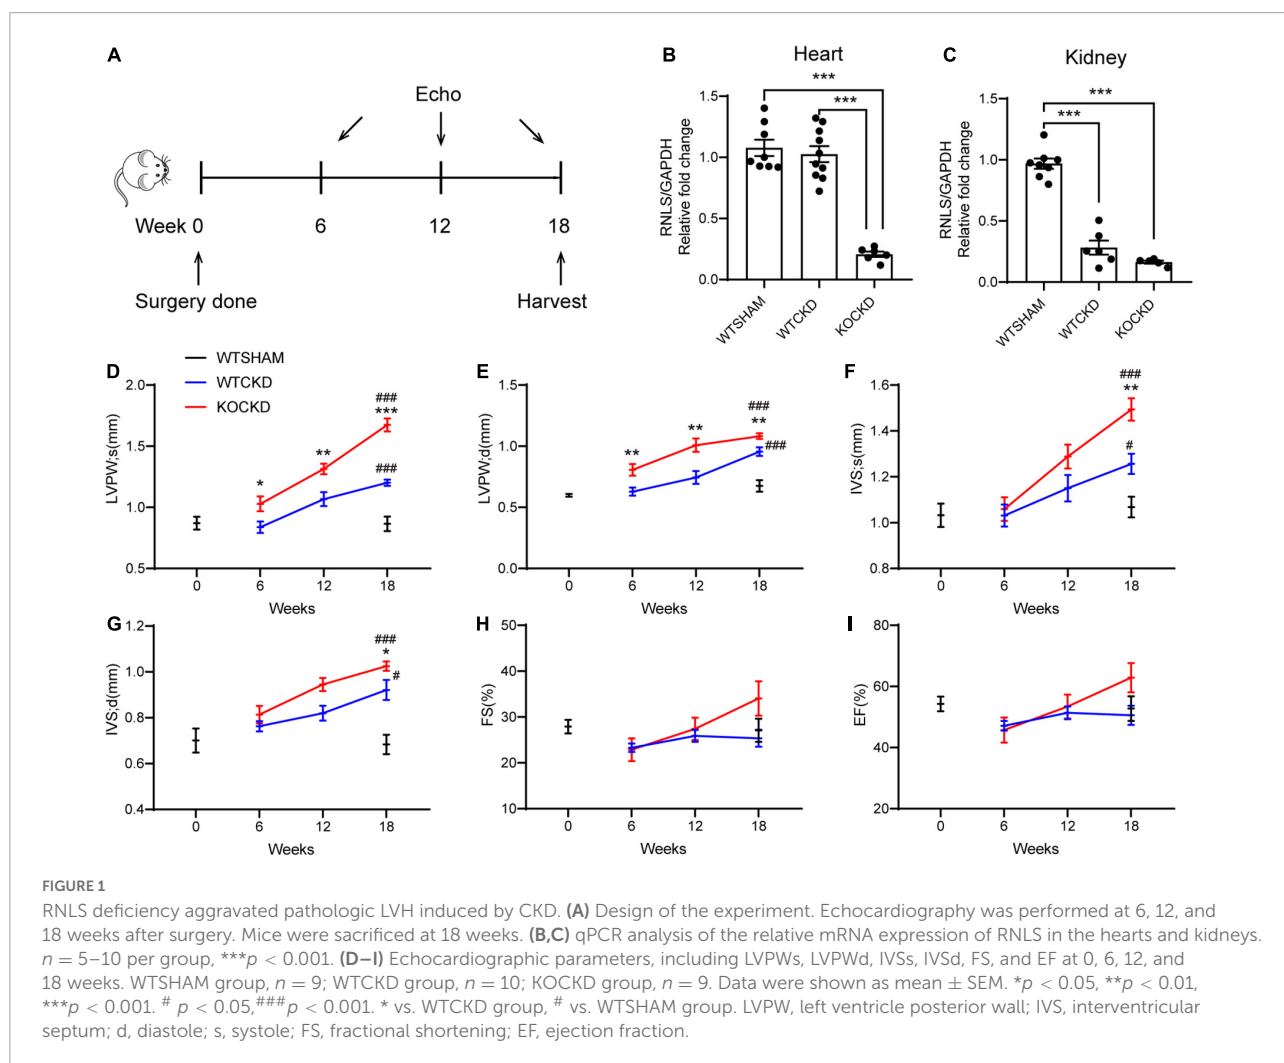 A
Echo
Week 0
6
12
18
Surgery done
Harvest
B
Heart
***
***
RNLS/GAPDH
Relative fold change
1.5
1.0
0.5
0.0
WTSHAM
WTCKD
KOCKD
C
Kidney
***
***
RNLS/GAPDH
Relative fold change
1.5
1.0
0.5
0.0
WTSHAM
WTCKD
KOCKD
WTSHAM
WTCKD
KOCKD
D
LVPW;s(mm)
2.0
1.5
1.0
0.5
*
**
###
***
###
0
6
12
18
Weeks
E
LVPW;d(mm)
1.5
1.0
0.5
0.0
**
**
###
**
###
0
6
12
18
Weeks
F
IVS;s(mm)
1.6
1.4
1.2
1.0
0.8
###
**
#
0
6
12
18
Weeks
G
IVS;d(mm)
1.2
1.0
0.8
0.6
0.4
###
*
#
0
6
12
18
Weeks
H
FS(%)
50
40
30
20
10
0
6
12
18
Weeks
I
EF(%)
80
60
40
20
0
6
12
18
Weeks
FIGURE 1
RNLS deficiency aggravated pathologic LVH induced by CKD. (A) Design of the experiment. Echocardiography was performed at 6, 12, and
18 weeks after surgery. Mice were sacrificed at 18 weeks. (B,C) qPCR analysis of the relative mRNA expression of RNLS in the hearts and kidneys.
n = 5–10 per group, ***p < 0.001. (D–I) Echocardiographic parameters, including LVPWs, LVPWd, IVSs, IVSd, FS, and EF at 0, 6, 12, and
18 weeks. WTSHAM group, n = 9; WTCKD group, n = 10; KOCKD group, n = 9. Data were shown as mean ± SEM. *p < 0.05, **p < 0.01,
***p < 0.001. # p < 0.05,###p < 0.001. * vs. WTCKD group, # vs. WTSHAM group. LVPW, left ventricle posterior wall; IVS, interventricular
septum; d, diastole; s, systole; FS, fractional shortening; EF, ejection fraction.